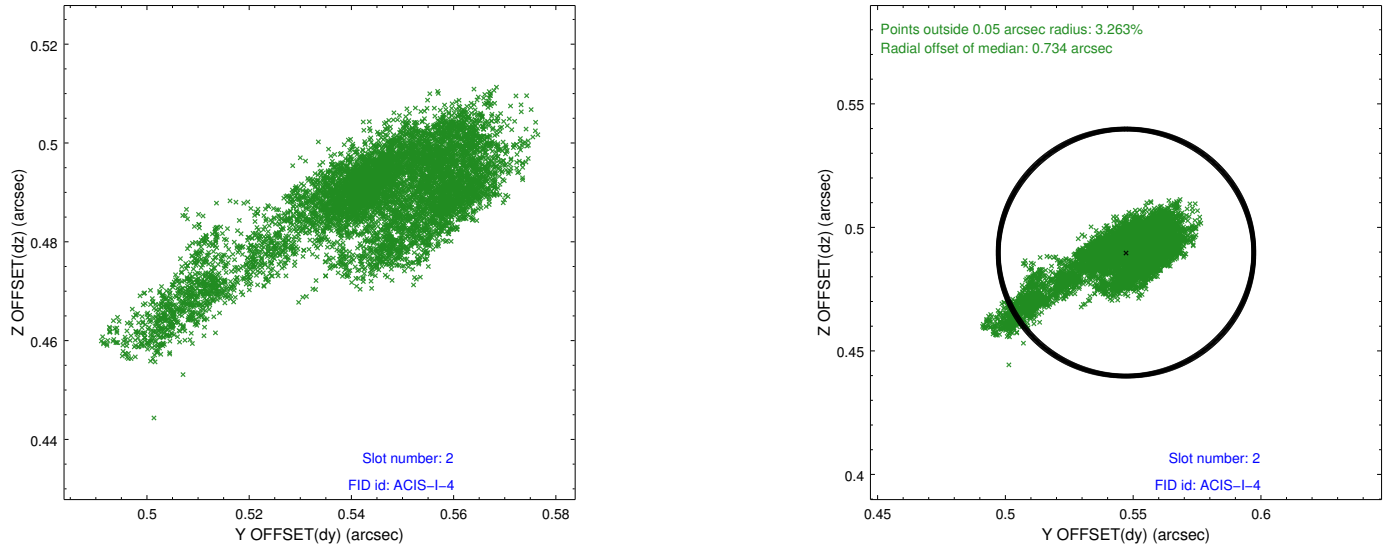 0.52
0.5
0.48
0.46
0.44
Z OFFSET(dz) (arcsec)
0.5
0.52
0.54
0.56
0.58
Y OFFSET(dy) (arcsec)
Slot number: 2
FID id: ACIS−I−4
Points outside 0.05 arcsec radius: 3.263%
Radial offset of median: 0.734 arcsec
0.55
0.5
0.45
0.4
Z OFFSET(dz) (arcsec)
0.45
0.5
0.55
0.6
Y OFFSET(dy) (arcsec)
Slot number: 2
FID id: ACIS−I−4